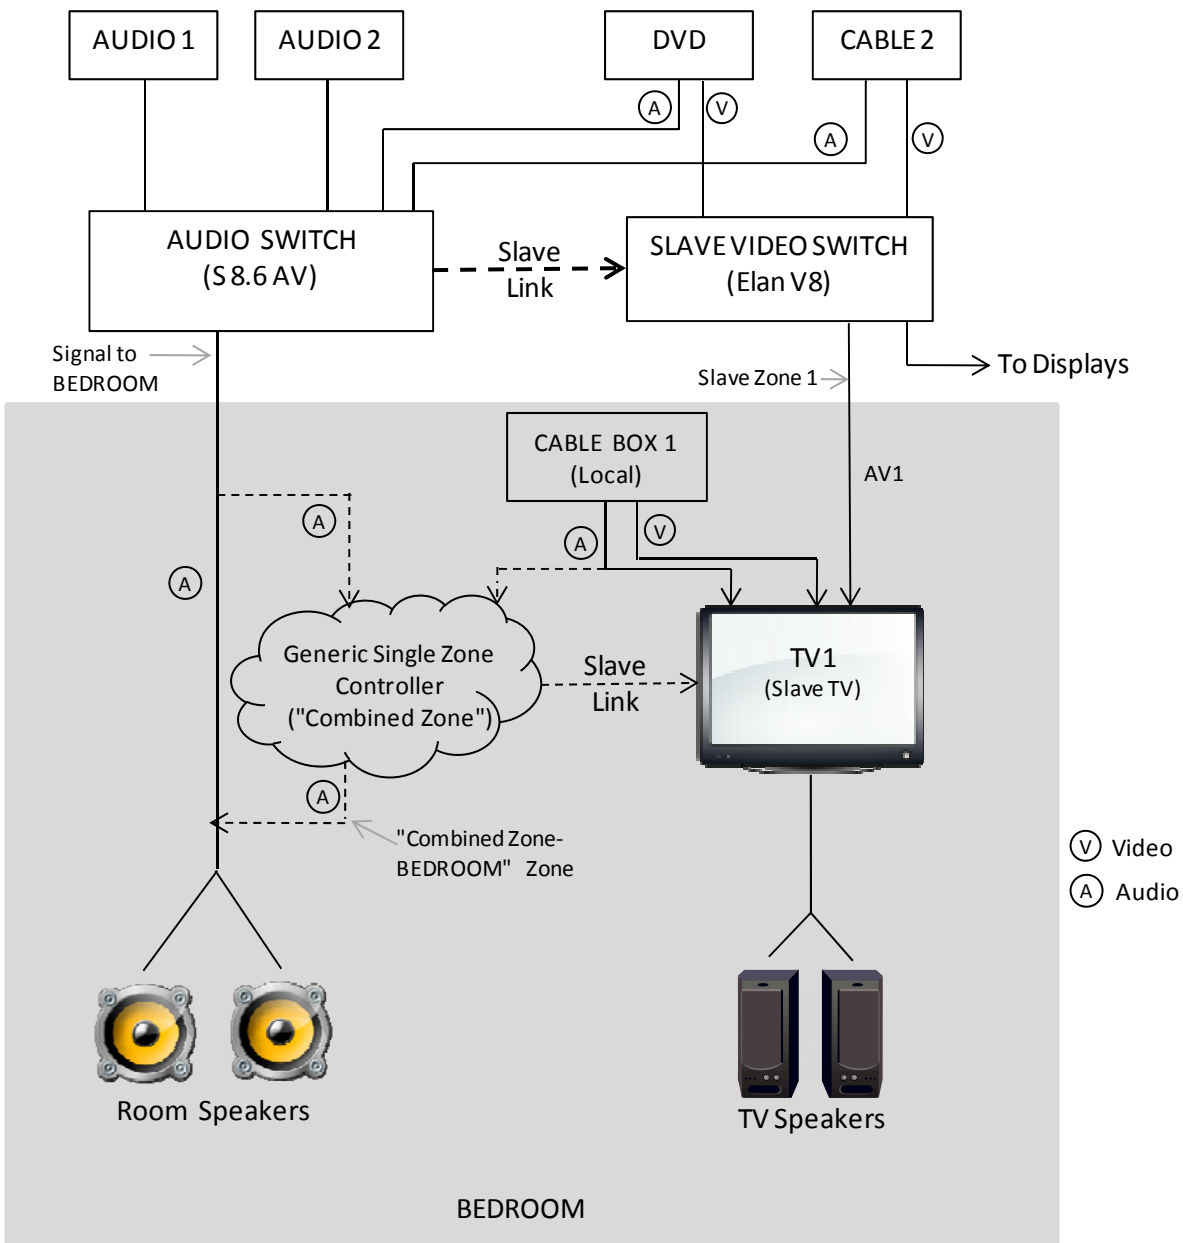 AUDIO 1
AUDIO 2
DVD
CABLE 2
A
V
A
V
AUDIO SWITCH
(S 8.6 AV)
Slave
Link
SLAVE VIDEO SWITCH
(Elan V8)
Signal to
BEDROOM
Slave Zone 1
To Displays
CABLE BOX 1
(Local)
AV1
A
A
V
A
Generic Single Zone
Controller
("Combined Zone")
Slave
Link
TV1
(Slave TV)
A
"Combined Zone-
BEDROOM" Zone
V Video
A Audio
Room Speakers
TV Speakers
BEDROOM